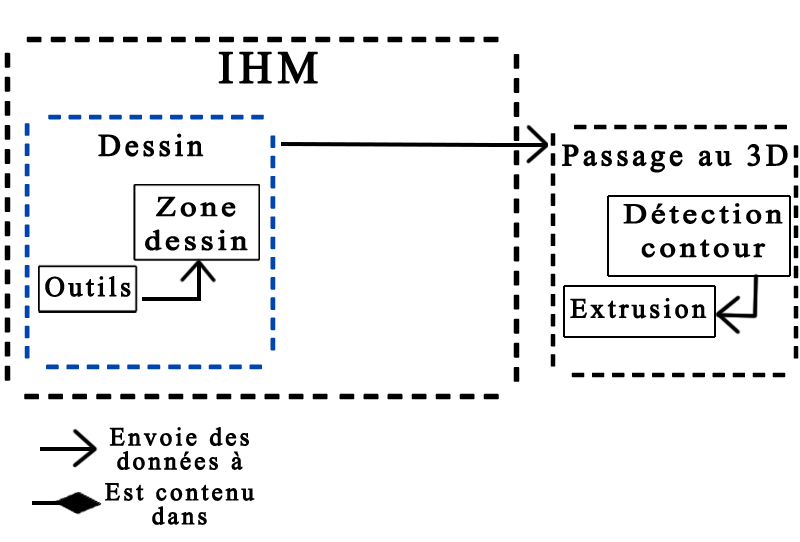 IHM
Dessin
Zone
dessin
Outils
Passage au 3D
Détection
contour
Extrusion
Envoie des
données à
Est contenu
dans